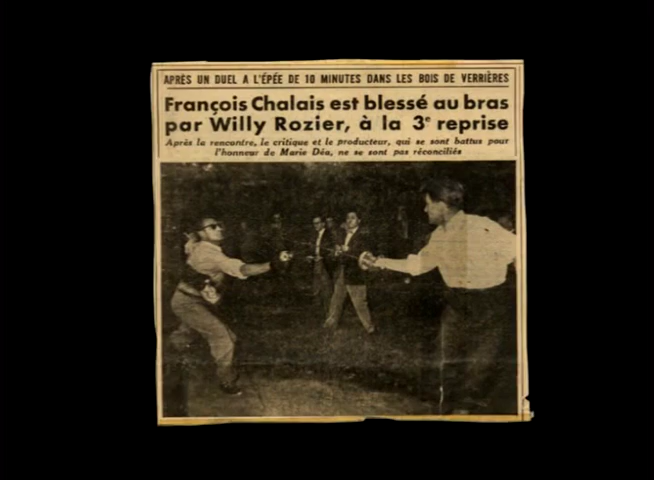 APRÈS UN DUEL A L'ÉPÉE DE 10 MINUTES DANS LES BOIS DE VERRIÈRES
François Chalais est blessé au bras
par Willy Rozier, à la 3e reprise
Après la rencontre, le critique et le producteur, qui se sont battus pour
l'honneur de Marie Déa, ne se sont pas réconciliés